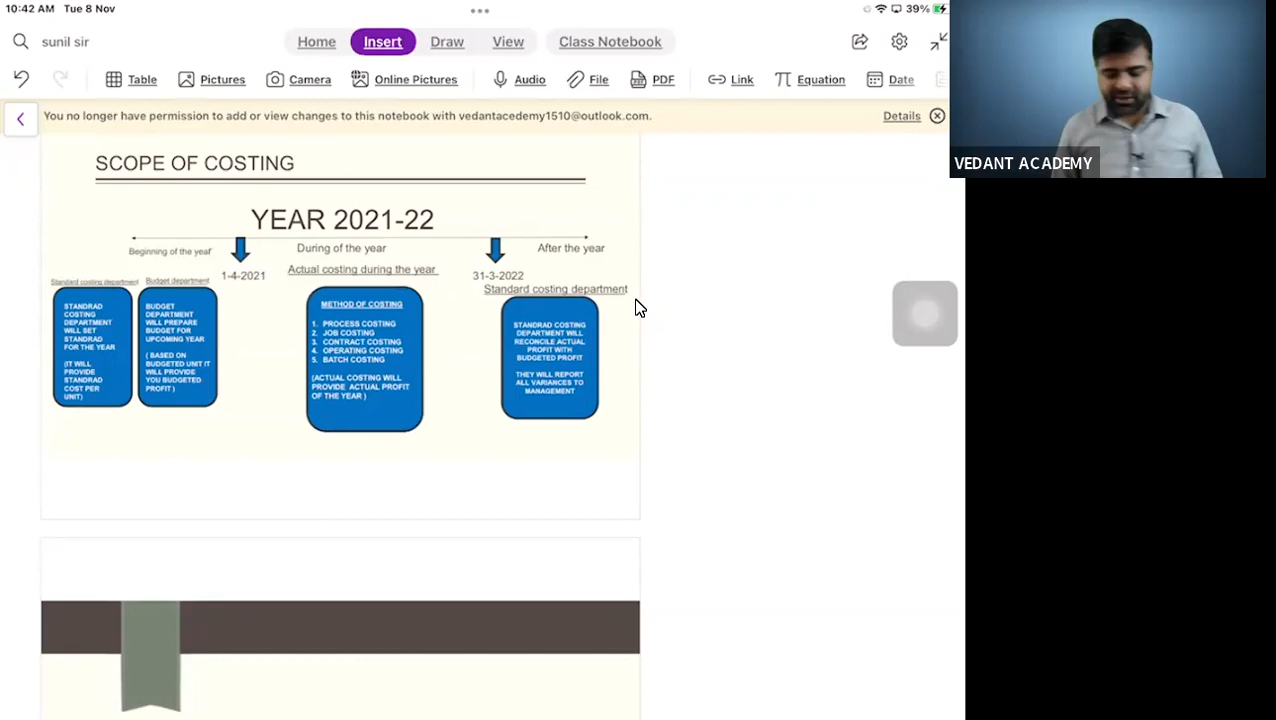 10:42 AM Tue 8 Nov
39%
sunil sir
Home Insert Draw View Class Notebook
Table Pictures Camera Online Pictures Audio File PDF Link Equation Date
You no longer have permission to add or view changes to this notebook with vedantacedemy1510@outlook.com.
Details
VEDANT ACADEMY
SCOPE OF COSTING
YEAR 2021-22
Beginning of the year
During of the year
After the year
1-4-2021
Actual costing during the year
31-3-2022
Standard costing department
Budget department
Standard costing department
STANDRAD
COSTING
DEPARTMENT
WILL SET
STANDRAD
FOR THE YEAR
(IT WILL
PROVIDE
STANDRAD
COST PER
UNIT)
BUDGET
DEPARTMENT
WILL PREPARE
BUDGET FOR
UPCOMING YEAR
( BASED ON
BUDGETED UNIT IT
WILL PROVIDE
YOU BUDGETED
PROFIT )
METHOD OF COSTING
1. PROCESS COSTING
2. JOB COSTING
3. CONTRACT COSTING
4. OPERATING COSTING
5. BATCH COSTING
(ACTUAL COSTING WILL
PROVIDE ACTUAL PROFIT
OF THE YEAR )
STANDRAD COSTING
DEPARTMENT WILL
RECONCILE ACTUAL
PROFIT WITH
BUDGETED PROFIT
THEY WILL REPORT
ALL VARIANCES TO
MANAGEMENT